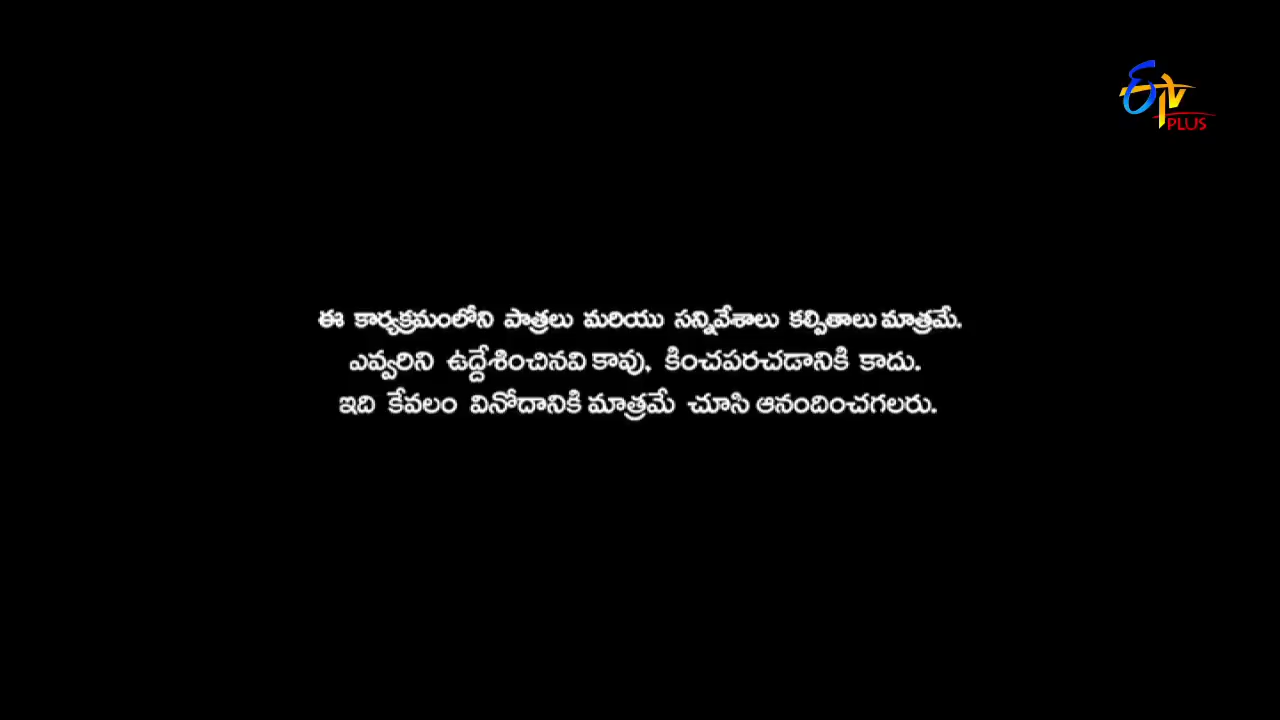 ETV
PLUS
ఈ కార్యక్రమంలోని పాత్రలు మరియు సన్నివేశాలు కల్పితాలు మాత్రమే.
ఎవ్వరిని ఉద్దేశించినవి కావు, కించపరచడానికి కాదు.
ఇది కేవలం వినోదానికి మాత్రమే చూసి ఆనందించగలరు.